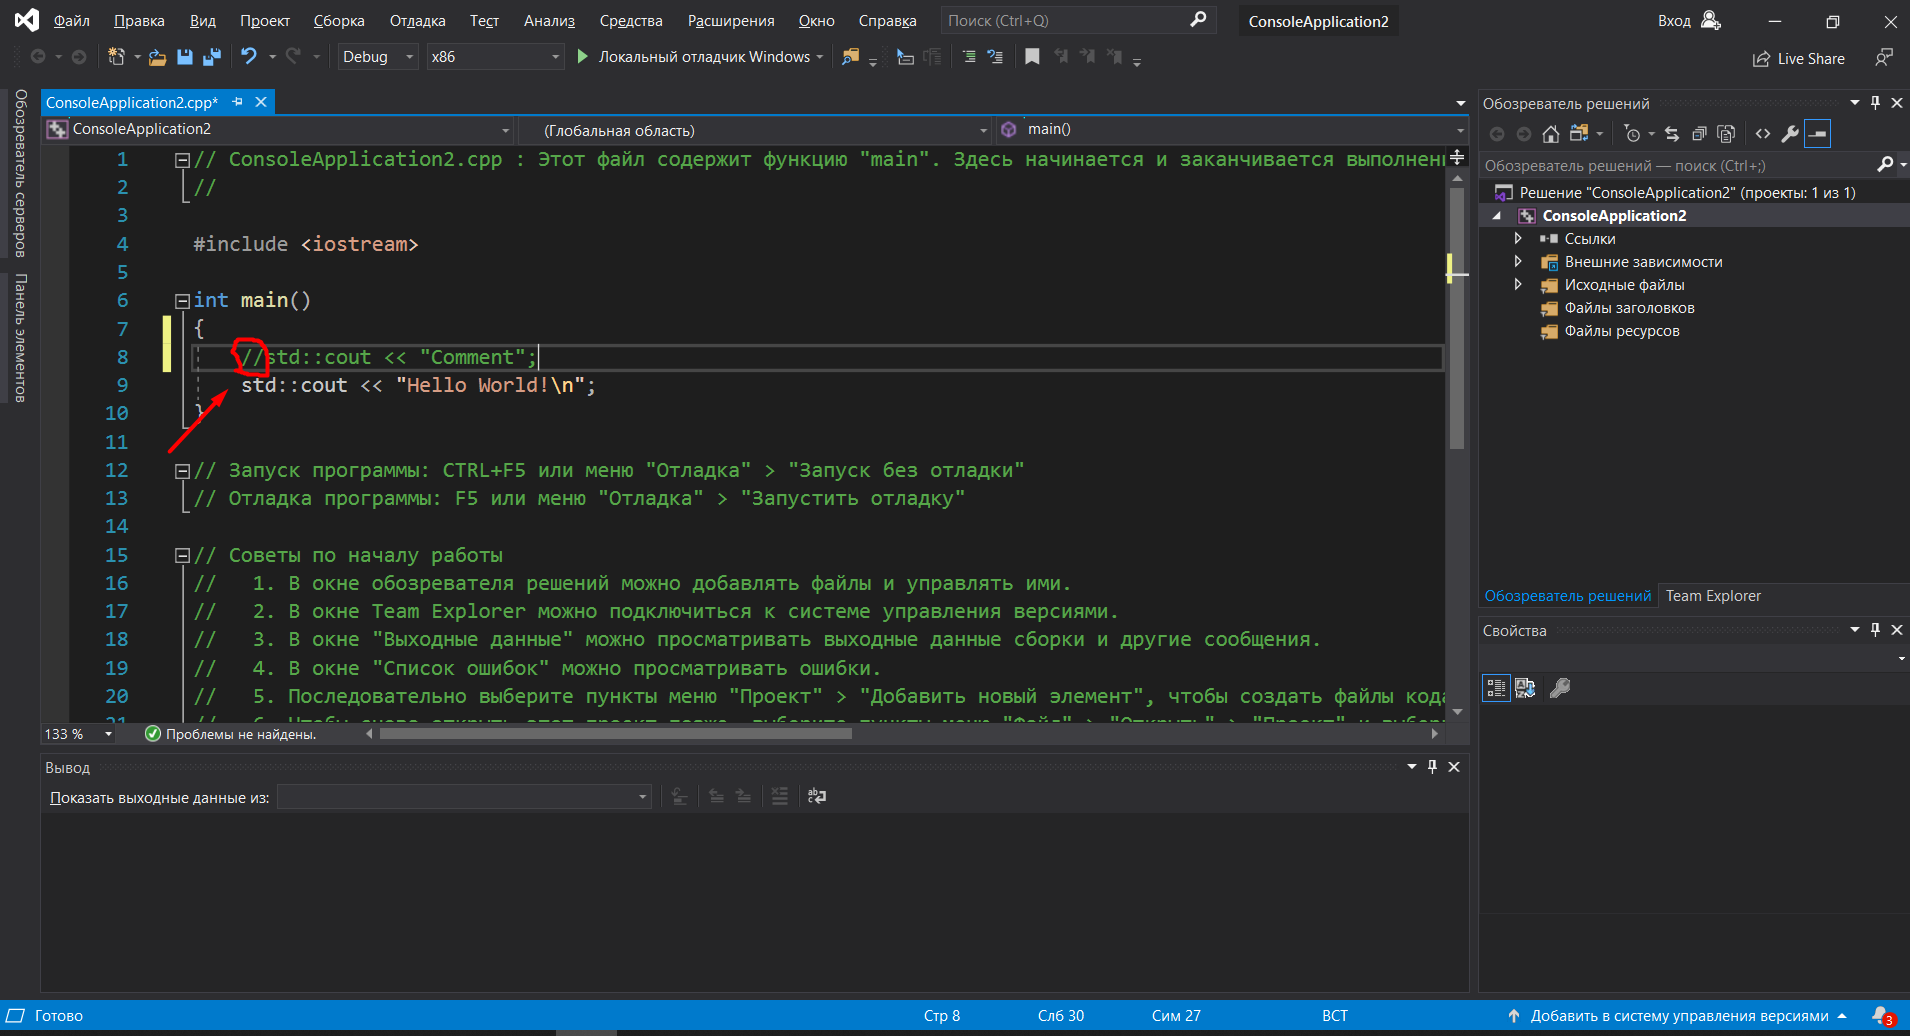 Файл Правка Вид Проект Сборка Отладка Тест Анализ Средства Расширения Окно Справка Поиск (Ctrl+Q) ConsoleApplication2 Вход
Debug x86 Локальный отладчик Windows Live Share
Обозреватель серверов
Панель элементов
ConsoleApplication2.cpp*
ConsoleApplication2 (Глобальная область) main()
1 // ConsoleApplication2.cpp : Этот файл содержит функцию "main". Здесь начинается и заканчивается выполнени
2 //
3
4 #include <iostream>
5
6 int main()
7 {
8 //std::cout << "Comment";
9 std::cout << "Hello World!\n";
10 }
11
12 // Запуск программы: CTRL+F5 или меню "Отладка" > "Запуск без отладки"
13 // Отладка программы: F5 или меню "Отладка" > "Запустить отладку"
14
15 // Советы по началу работы
16 // 1. В окне обозревателя решений можно добавлять файлы и управлять ими.
17 // 2. В окне Team Explorer можно подключиться к системе управления версиями.
18 // 3. В окне "Выходные данные" можно просматривать выходные данные сборки и другие сообщения.
19 // 4. В окне "Список ошибок" можно просматривать ошибки.
20 // 5. Последовательно выберите пункты меню "Проект" > "Добавить новый элемент", чтобы создать файлы кода
133 % Проблемы не найдены.
Вывод
Показать выходные данные из:
Обозреватель решений
Обозреватель решений — поиск (Ctrl+;)
Решение "ConsoleApplication2" (проекты: 1 из 1)
ConsoleApplication2
Ссылки
Внешние зависимости
Исходные файлы
Файлы заголовков
Файлы ресурсов
Обозреватель решений Team Explorer
Свойства
Готово Стр 8 Слб 30 Сим 27 ВСТ Добавить в систему управления версиями 3